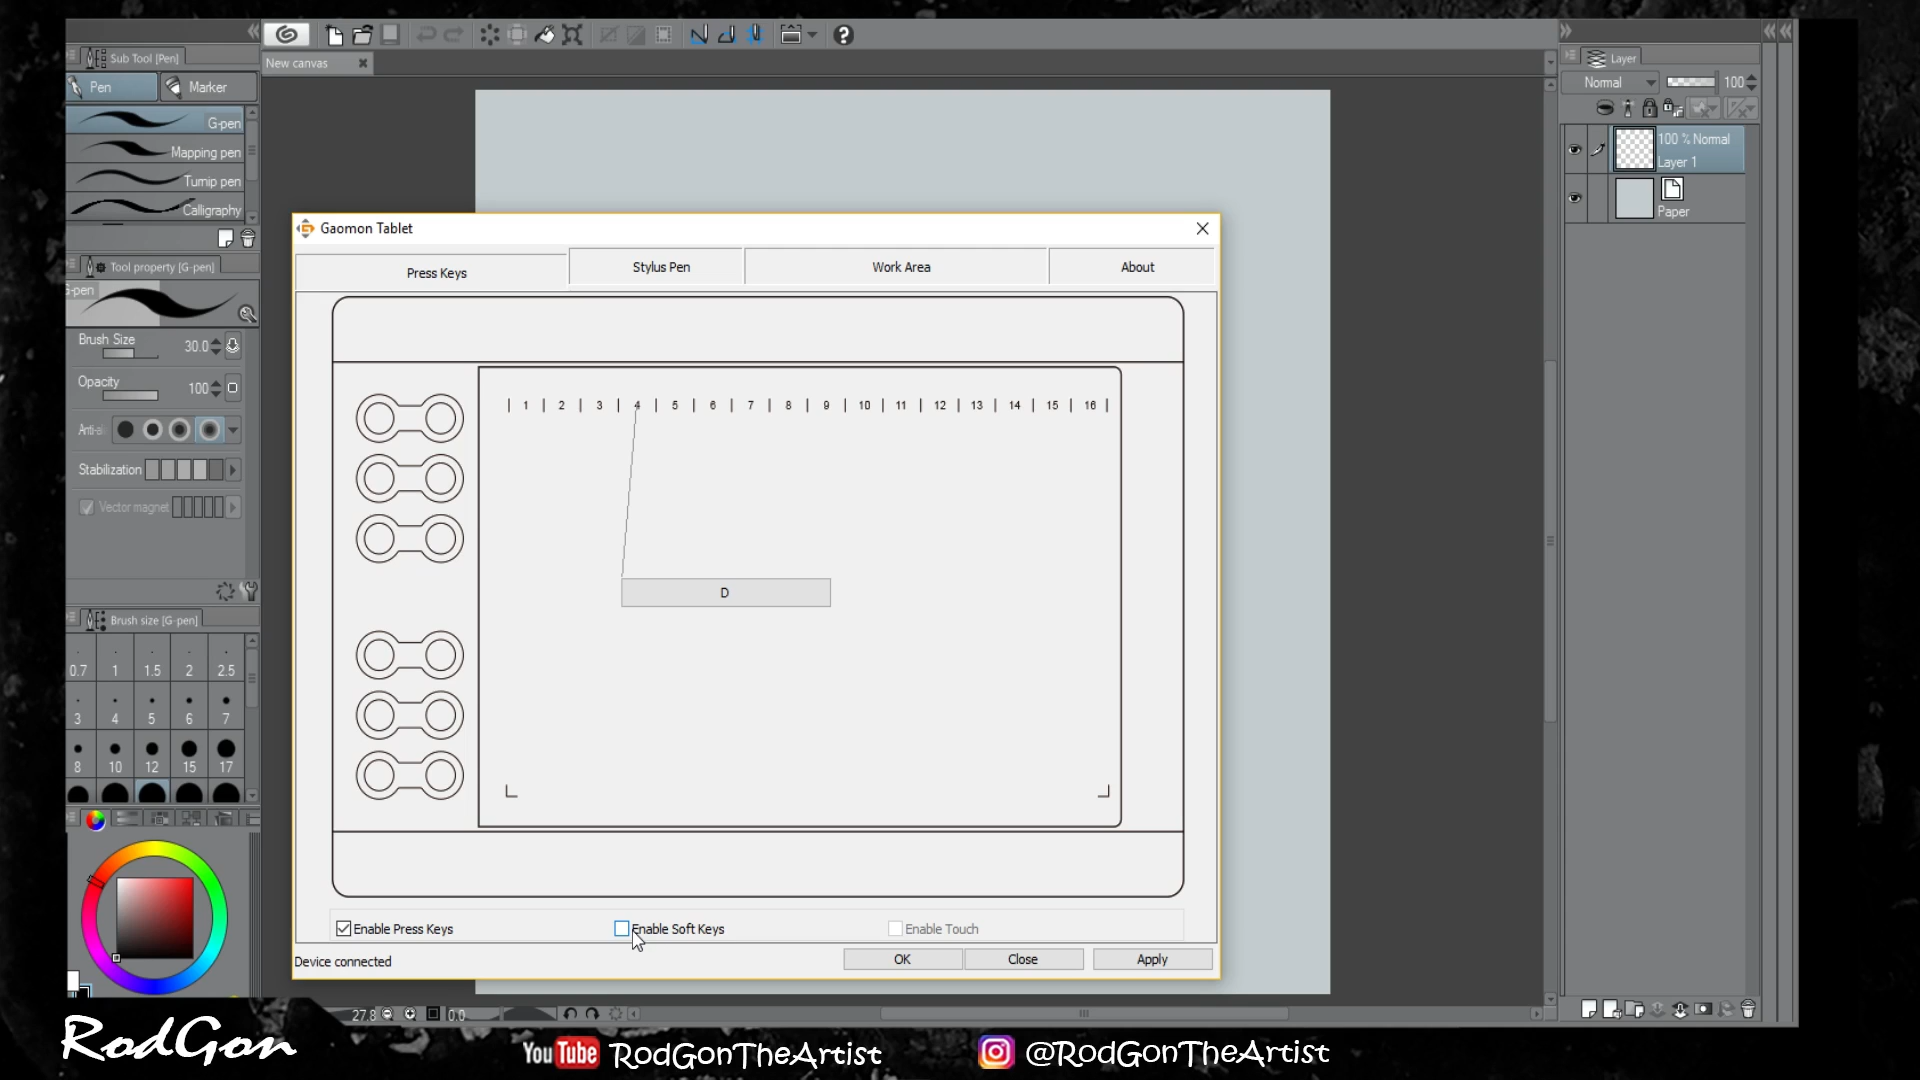 Sub Tool [Pen]
New canvas
Layer
Pen
Marker
Normal
100
G-pen
Mapping pen
Turnip pen
Calligraphy
100 % Normal
Layer 1
Paper
Tool property [G-pen]
G-pen
Brush Size
30.0
Opacity
100
Anti-ali
Stabilization
Vector magnet
Brush size [G-pen]
0.7 1 1.5 2 2.5
3 4 5 6 7
8 10 12 15 17
Gaomon Tablet
Press Keys
Stylus Pen
Work Area
About
| 1 | 2 | 3 | 4 | 5 | 6 | 7 | 8 | 9 | 10 | 11 | 12 | 13 | 14 | 15 | 16 |
D
Enable Press Keys
Enable Soft Keys
Enable Touch
Device connected
OK
Close
Apply
27.8
0.0
RodGon
YouTube RodGonTheArtist
@RodGonTheArtist